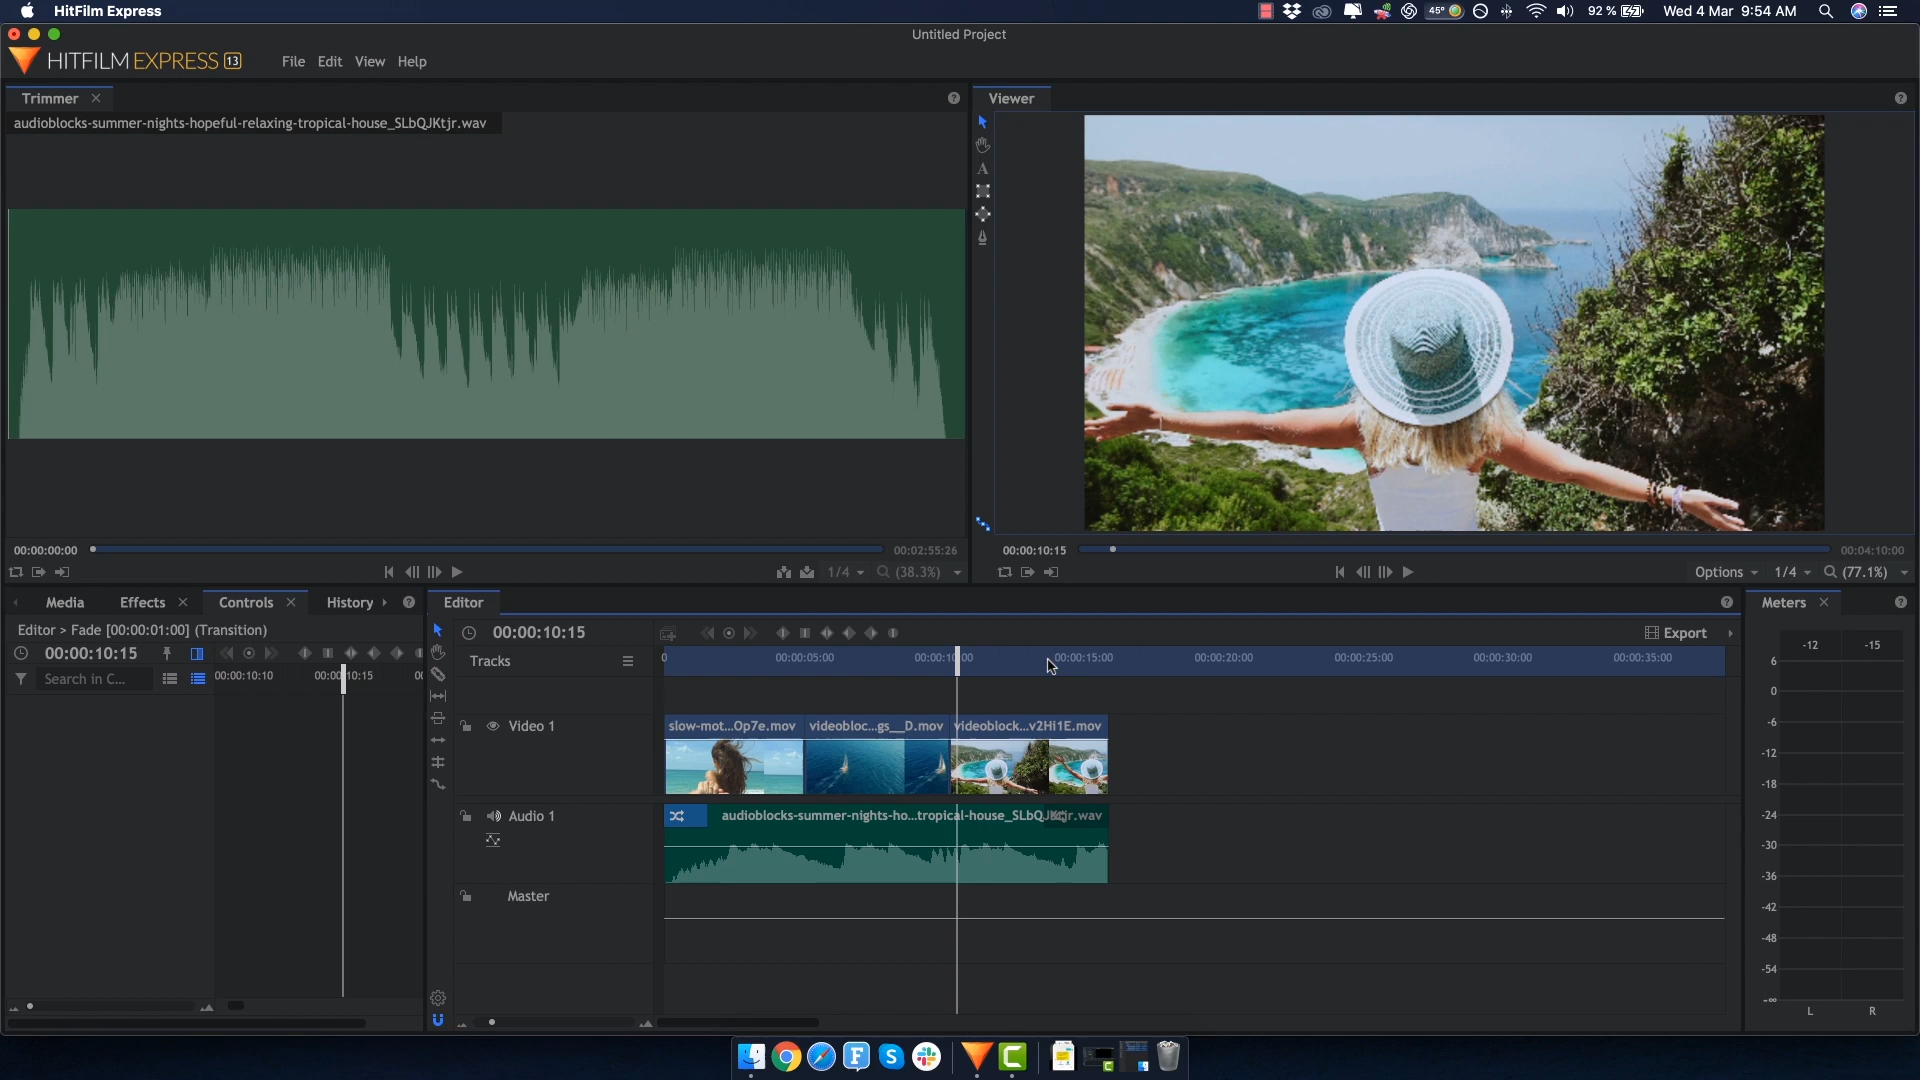 HitFilm Express
45°
92 %
Wed 4 Mar 9:54 AM
Untitled Project
HITFILM EXPRESS 13
File Edit View Help
Trimmer
Viewer
audioblocks-summer-nights-hopeful-relaxing-tropical-house_SLbQJKtjr.wav
A
00:00:00:00
00:02:55:26
00:00:10:15
00:04:10:00
1/4
(38.3%)
Options
1/4
(77.1%)
Media
Effects
Controls
History
Editor
Meters
Editor > Fade [00:00:01:00] (Transition)
00:00:10:15
00:00:10:15
Export
Search in C...
00:00:10:10
00:00:10:15
Tracks
0
00:00:05:00
00:00:10:00
00:00:15:00
00:00:20:00
00:00:25:00
00:00:30:00
00:00:35:00
Video 1
slow-mot...Op7e.mov
videobloc...gs__D.mov
videoblock...v2Hi1E.mov
Audio 1
audioblocks-summer-nights-ho...tropical-house_SLbQJKtjr.wav
Master
-12
-15
6
0
-6
-12
-18
-24
-30
-36
-42
-48
-54
-∞
L
R